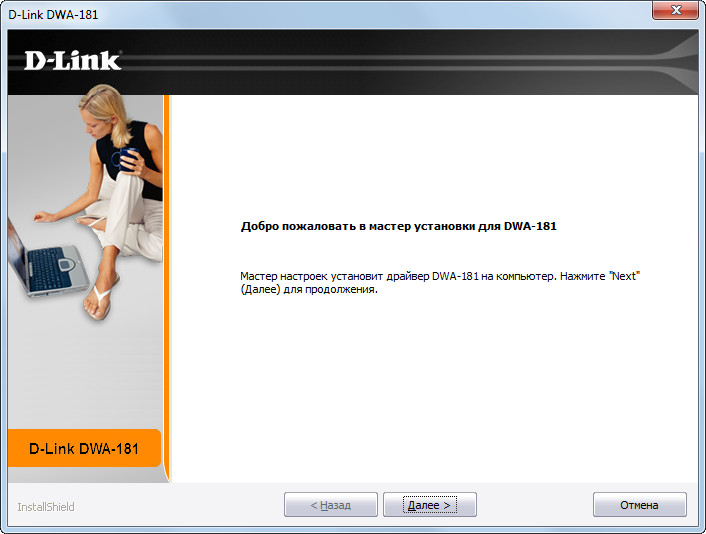 D-Link DWA-181
D-Link
Добро пожаловать в мастер установки для DWA-181
Мастер настроек установит драйвер DWA-181 на компьютер. Нажмите "Next"
(Далее) для продолжения.
D-Link DWA-181
InstallShield
< Назад
Далее >
Отмена